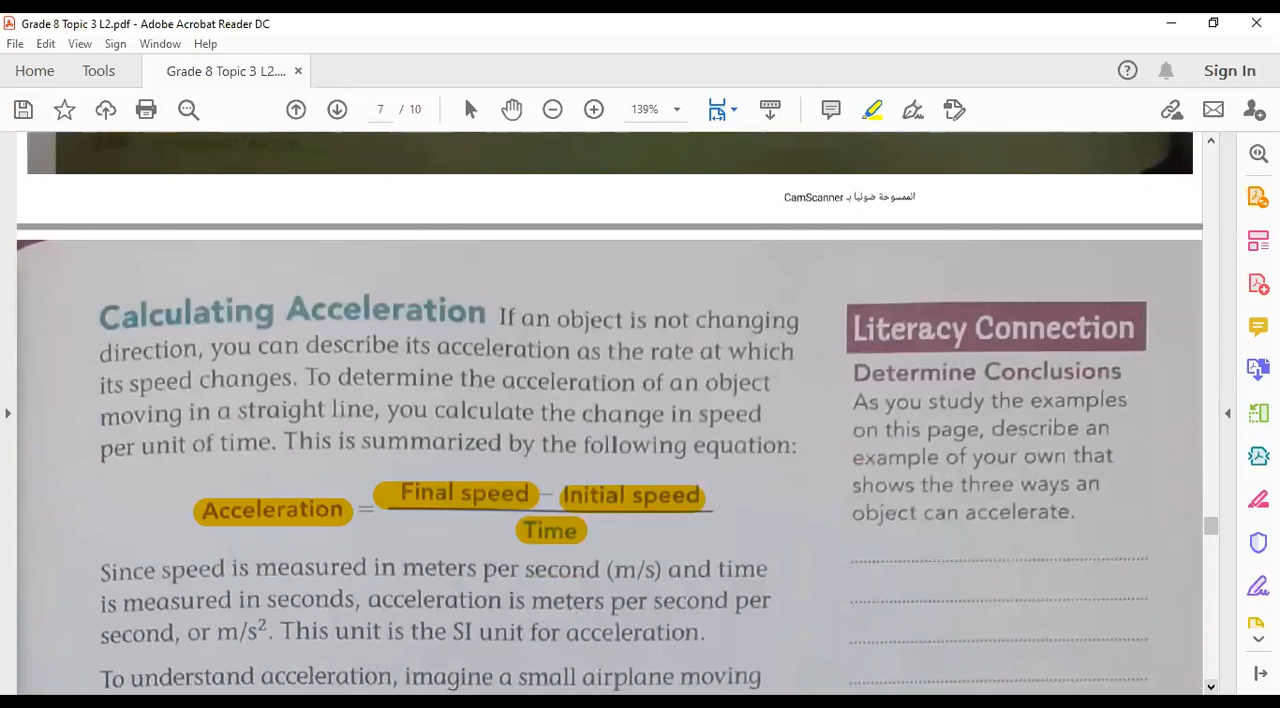 Grade 8 Topic 3 L2.pdf - Adobe Acrobat Reader DC
File Edit View Sign Window Help
Home Tools Grade 8 Topic 3 L2.... × Sign In
7 / 10 139%
الممسوحة ضوئيا بـ CamScanner
Calculating Acceleration If an object is not changing
direction, you can describe its acceleration as the rate at which
its speed changes. To determine the acceleration of an object
moving in a straight line, you calculate the change in speed
per unit of time. This is summarized by the following equation:
Acceleration = Final speed – Initial speed
Time
Since speed is measured in meters per second (m/s) and time
is measured in seconds, acceleration is meters per second per
second, or m/s². This unit is the SI unit for acceleration.
To understand acceleration, imagine a small airplane moving
Literacy Connection
Determine Conclusions
As you study the examples
on this page, describe an
example of your own that
shows the three ways an
object can accelerate.